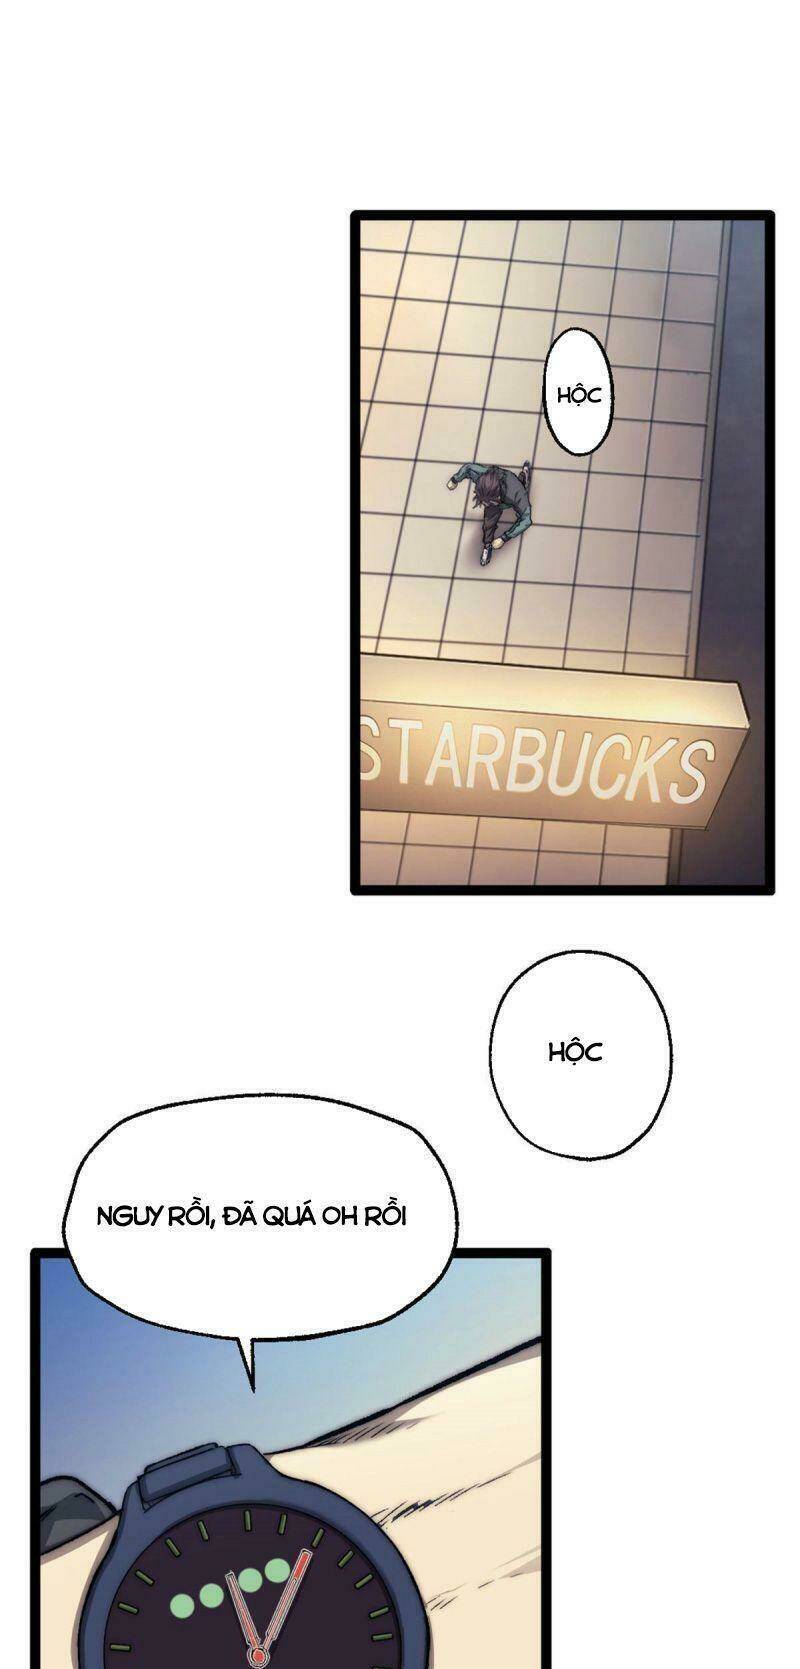 HỘC
STARBUCKS
HỘC
NGUY RỒI, ĐÃ QUÁ OH RỒI